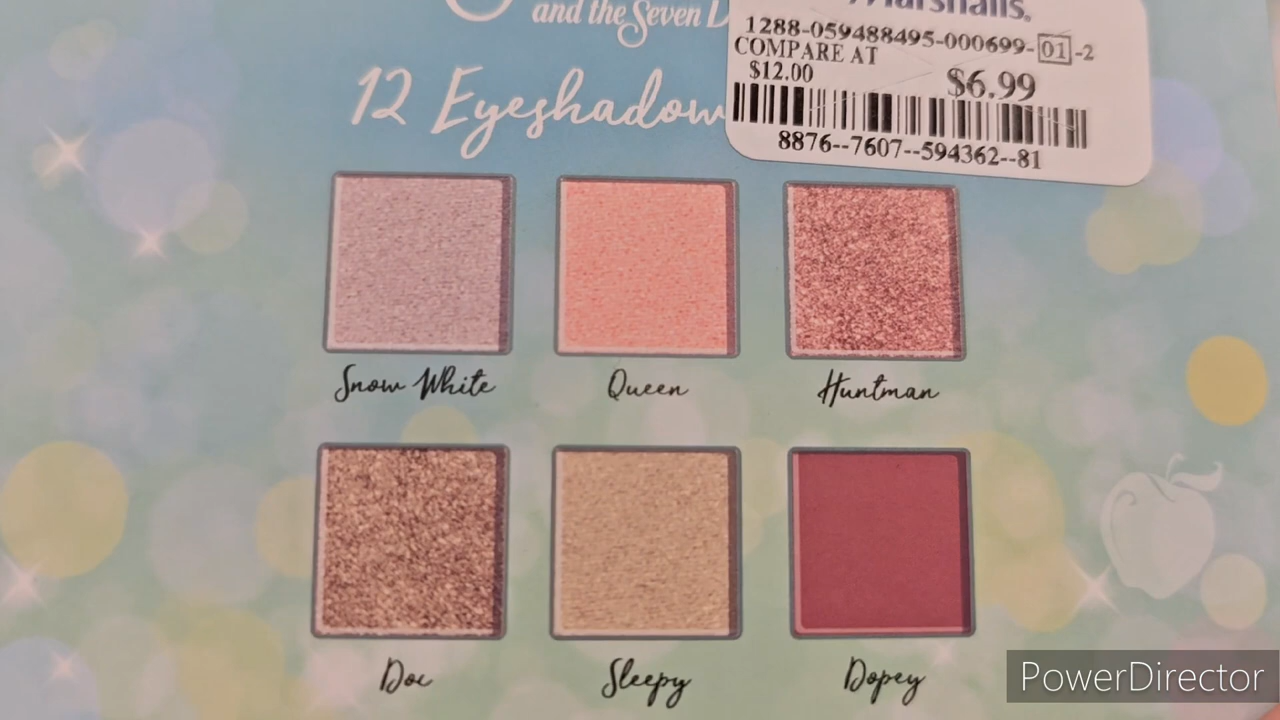 and the Seven D
Marshalls.
1288-059488495-000699-01-2
COMPARE AT
$12.00
$6.99
8876--7607--594362--81
12 Eyeshadow
Snow White
Queen
Huntman
Doc
Sleepy
Dopey
PowerDirector